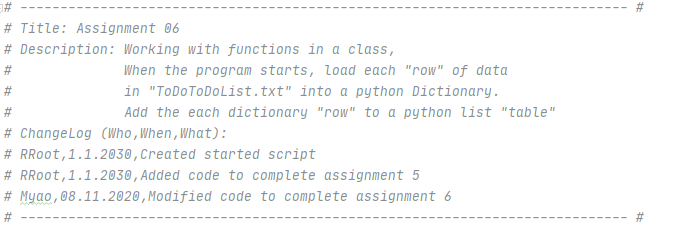 # ---------------------------------------------------------------------------- #
# Title: Assignment 06
# Description: Working with functions in a class,
#              When the program starts, load each "row" of data
#              in "ToDoToDoList.txt" into a python Dictionary.
#              Add the each dictionary "row" to a python list "table"
# ChangeLog (Who,When,What):
# RRoot,1.1.2030,Created started script
# RRoot,1.1.2030,Added code to complete assignment 5
# Myao,08.11.2020,Modified code to complete assignment 6
# ---------------------------------------------------------------------------- #